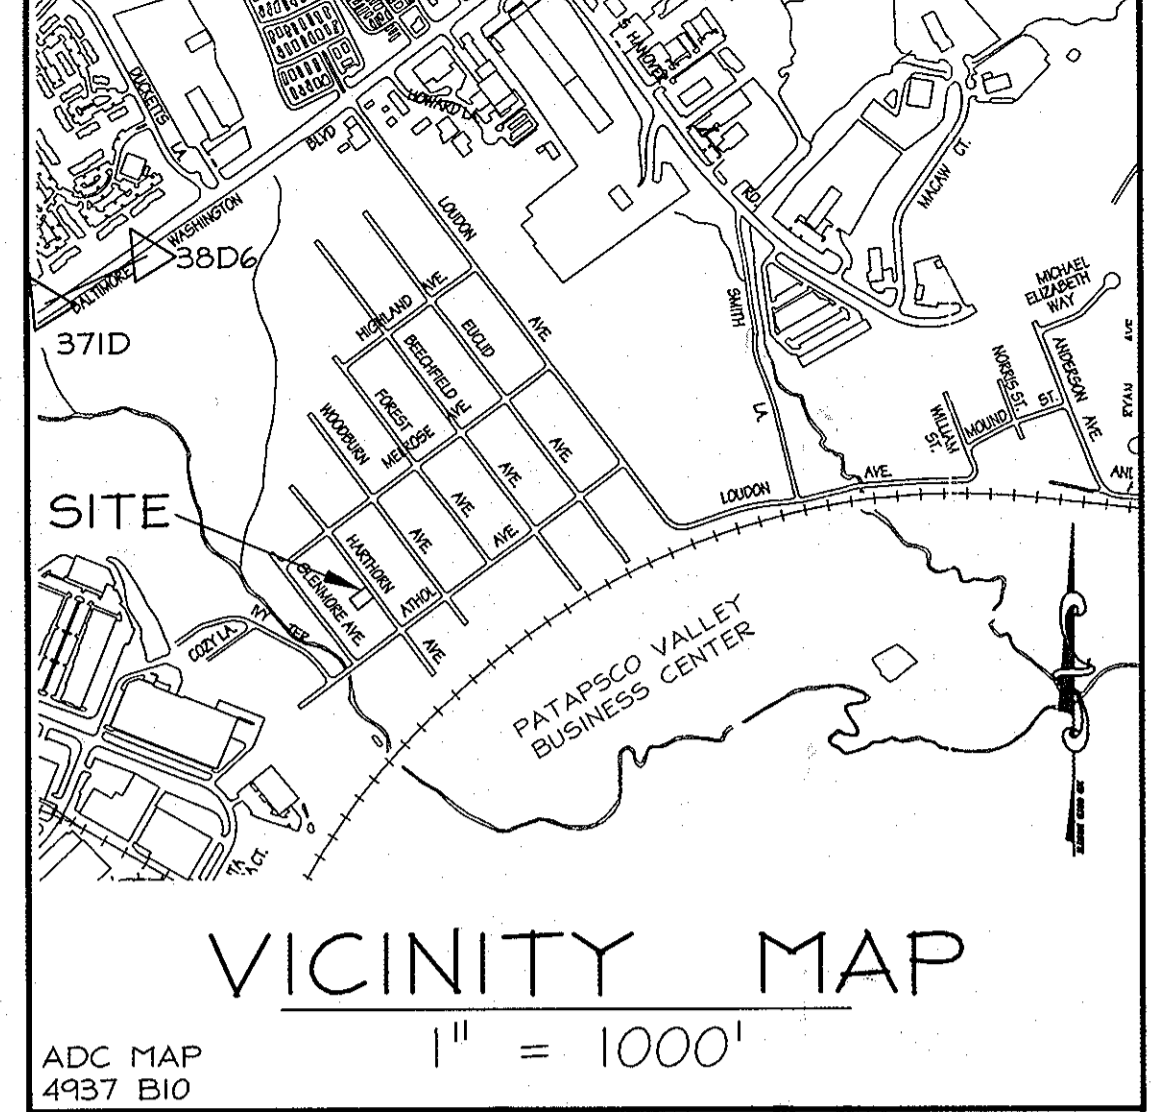 DUCKETTS
LA.
HOWARD LA.
S HANOVER
RD.
BLVD
WASHINGTON
BALTIMORE
38D6
371D
LOUDON
AVE.
MACAW CT.
SMITH
LA.
MICHAEL
ELIZABETH
WAY
ANDERSON
AVE
RYAN
AVE
NORRIS ST.
WILLIAM
ST.
MOUND
ST.
HIGHLAND AVE.
EUCLID
AVE.
BEECHFIELD
AVE.
FOREST
AVE.
MELROSE AVE
WOODBURN
AVE.
HARTHORN
AVE.
GLENMORE AVE.
ATHOL
AVE.
LOUDON
AVE.
SITE
IVY TER
COZY LA.
PATAPSCO VALLEY
BUSINESS CENTER
CT.
VICINITY MAP
1" = 1000'
ADC MAP
4937 B10